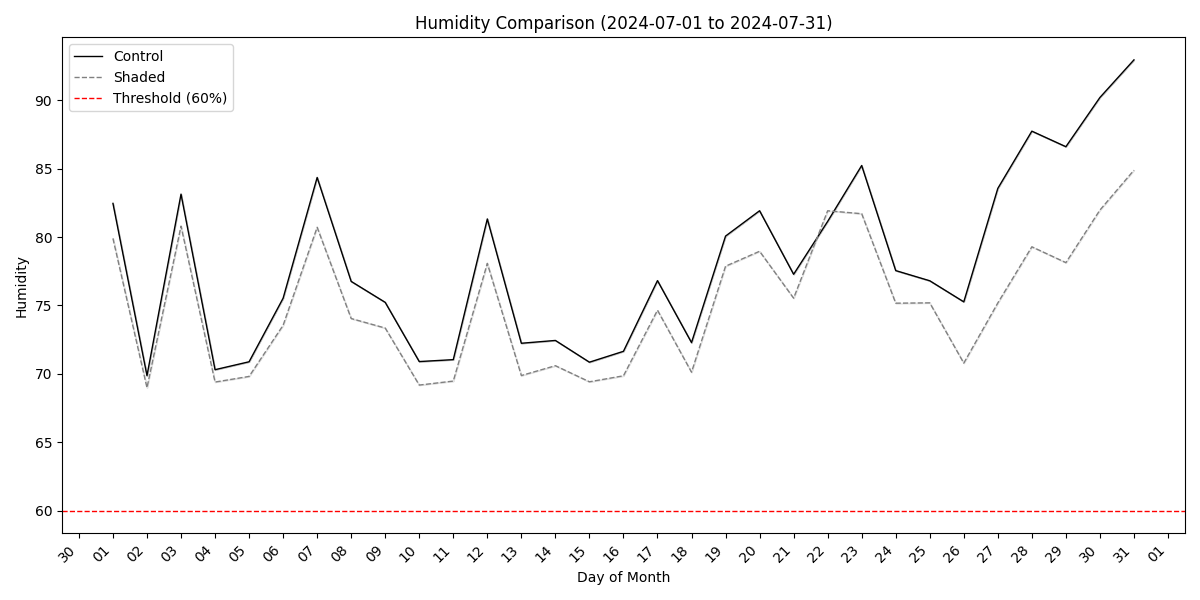 Humidity Comparison (2024-07-01 to 2024-07-31)
Control
Shaded
Threshold (60%)
Humidity
90
85
80
75
70
65
60
30 01 02 03 04 05 06 07 08 09 10 11 12 13 14 15 16 17 18 19 20 21 22 23 24 25 26 27 28 29 30 31 01
Day of Month